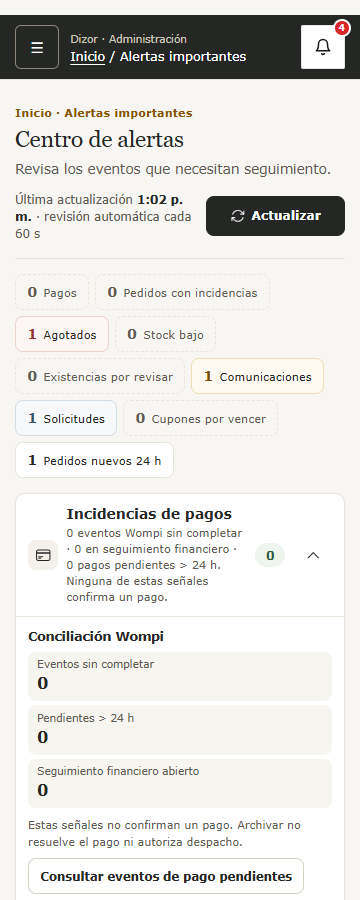 Dizor · Administración
Inicio / Alertas importantes
4
Inicio · Alertas importantes
Centro de alertas
Revisa los eventos que necesitan seguimiento.
Última actualización 1:02 p.
m. · revisión automática cada
60 s
Actualizar
0 Pagos
0 Pedidos con incidencias
1 Agotados
0 Stock bajo
0 Existencias por revisar
1 Comunicaciones
1 Solicitudes
0 Cupones por vencer
1 Pedidos nuevos 24 h
Incidencias de pagos
0 eventos Wompi sin completar
· 0 en seguimiento financiero ·
0 pagos pendientes > 24 h.
Ninguna de estas señales
confirma un pago.
0
Conciliación Wompi
Eventos sin completar
0
Pendientes > 24 h
0
Seguimiento financiero abierto
0
Estas señales no confirman un pago. Archivar no
resuelve el pago ni autoriza despacho.
Consultar eventos de pago pendientes